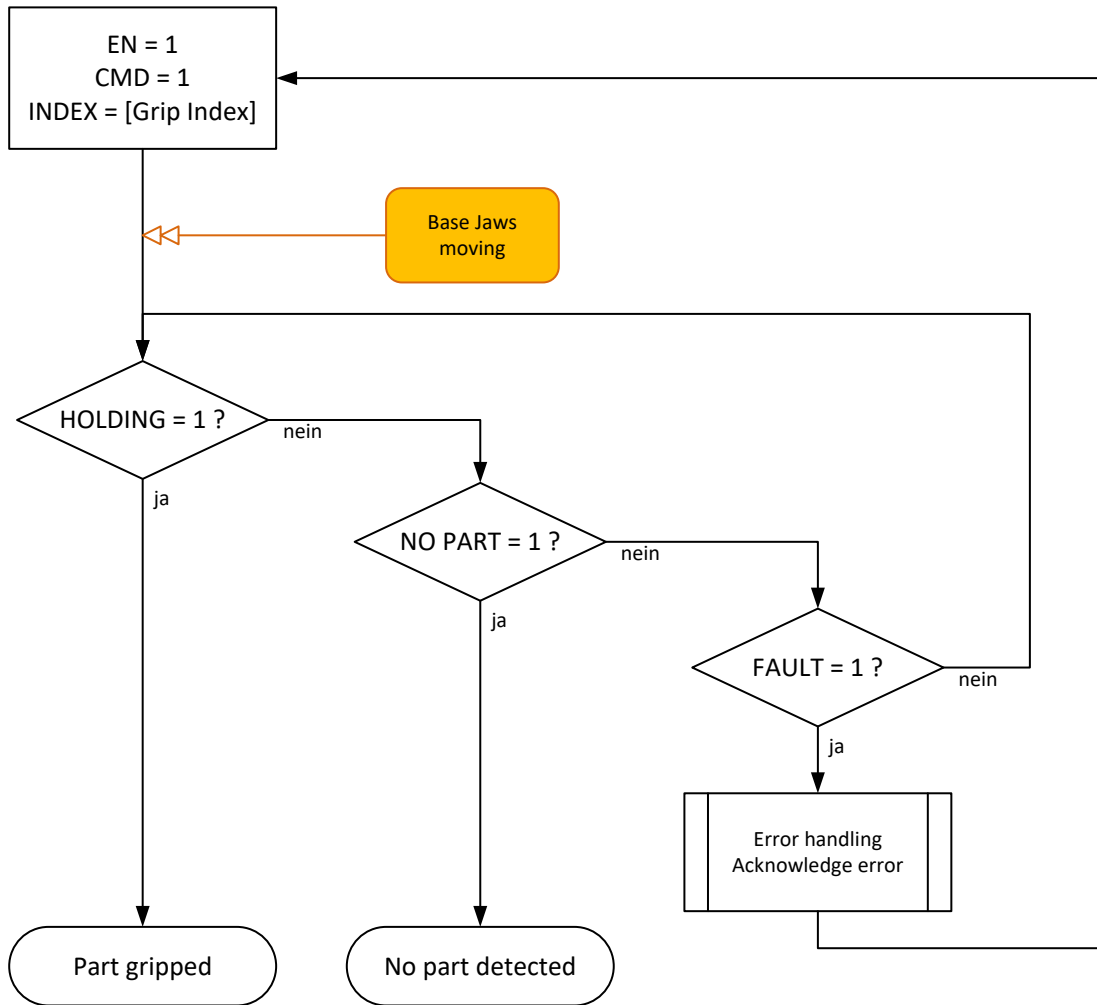 EN = 1
CMD = 1
INDEX = [Grip Index]
Base Jaws
moving
HOLDING = 1 ?
nein
ja
NO PART = 1 ?
nein
ja
FAULT = 1 ?
nein
ja
Error handling
Acknowledge error
Part gripped
No part detected